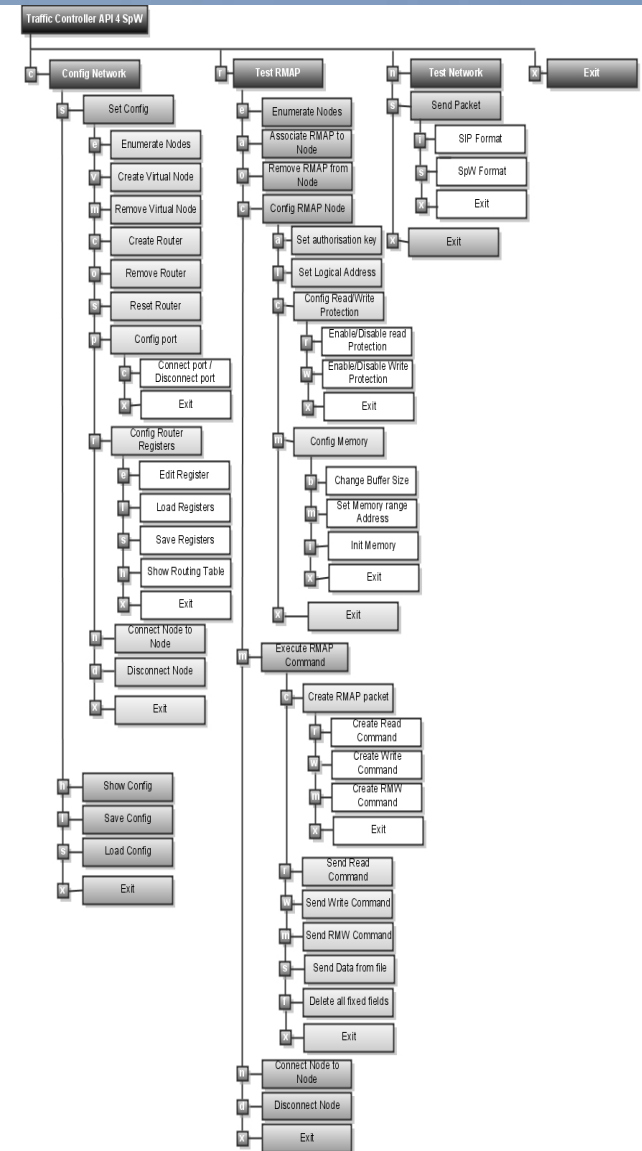 Traffic Controller API 4 SpW
c Config Network
s Set Config
e Enumerate Nodes
v Create Virtual Node
m Remove Virtual Node
c Create Router
o Remove Router
s Reset Router
p Config port
c Connect port /
Disconnect port
x Exit
r Config Router
Registers
e Edit Register
l Load Registers
s Save Registers
n Show Routing Table
x Exit
n Connect Node to
Node
d Disconnect Node
x Exit
n Show Config
l Save Config
s Load Config
x Exit
r Test RMAP
e Enumerate Nodes
a Associate RMAP to
Node
o Remove RMAP from
Node
c Config RMAP Node
a Set authorisation key
l Set Logical Address
c Config Read/Write
Protection
r Enable/Disable read
Protection
w Enable/Disable Write
Protection
x Exit
m Config Memory
b Change Buffer Size
m Set Memory range
Address
i Init Memory
x Exit
x Exit
m Execute RMAP
Command
c Create RMAP packet
r Create Read
Command
w Create Write
Command
m Create RMW
Command
x Exit
r Send Read
Command
w Send Write Command
m Send RMW Command
s Send Data from file
f Delete all fixed fields
x Exit
n Connect Node to
Node
d Disconnect Node
x Exit
n Test Network
s Send Packet
i SIP Format
s SpW Format
x Exit
x Exit
x Exit